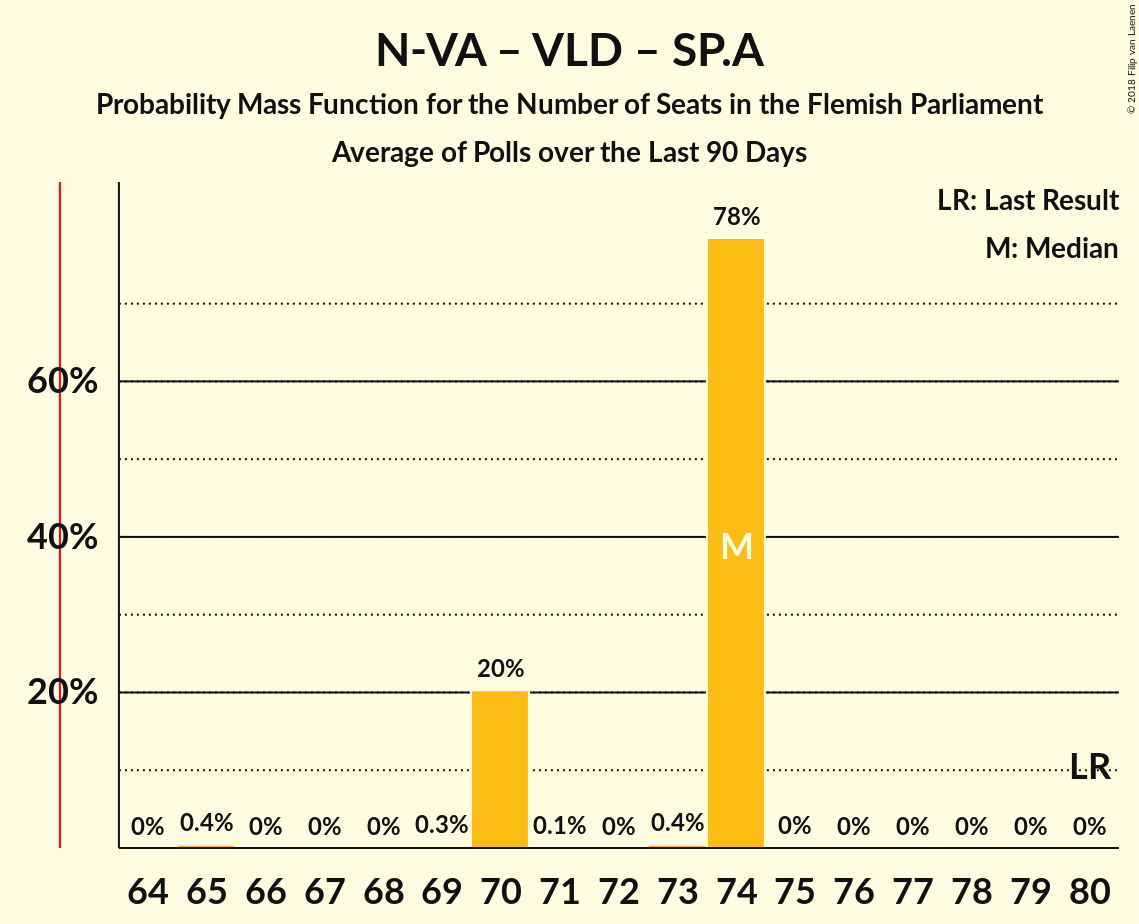 N-VA – VLD – SP.A
Probability Mass Function for the Number of Seats in the Flemish Parliament
Average of Polls over the Last 90 Days
© 2018 Filip van Laenen
LR: Last Result
M: Median
78%
60%
40%
M
20%
20%
LR
0% 0.4% 0% 0% 0% 0.3% 0.1% 0% 0.4% 0% 0% 0% 0% 0% 0%
64 65 66 67 68 69 70 71 72 73 74 75 76 77 78 79 80